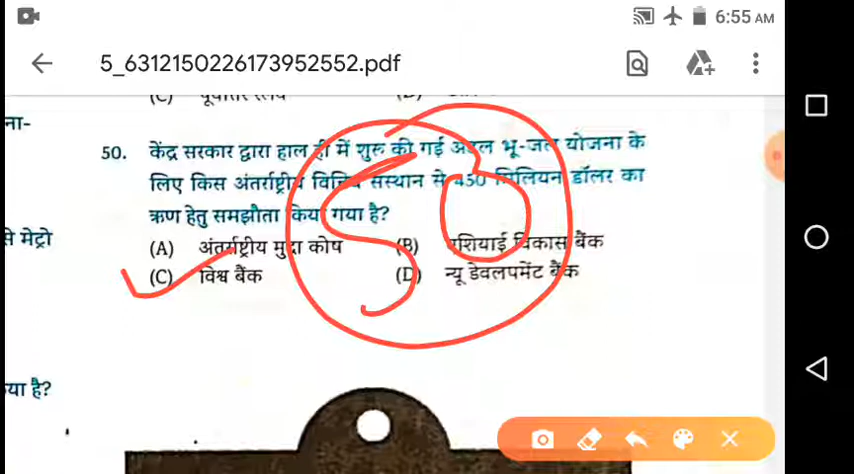 6:55 AM
5_6312150226173952552.pdf
(C)
ना-
50. केंद्र सरकार द्वारा हाल ही में शुरू की गई अटल भू-जल योजना के
लिए किस अंतर्राष्ट्रीय वित्तिय संस्थान से 450 मिलियन डॉलर का
ऋण हेतु समझौता किया गया है?
से मेट्रो
(A) अंतर्राष्ट्रीय मुद्रा कोष (B) एशियाई विकास बैंक
(C) विश्व बैंक (D) न्यू डेवलपमेंट बैंक
50
या है?